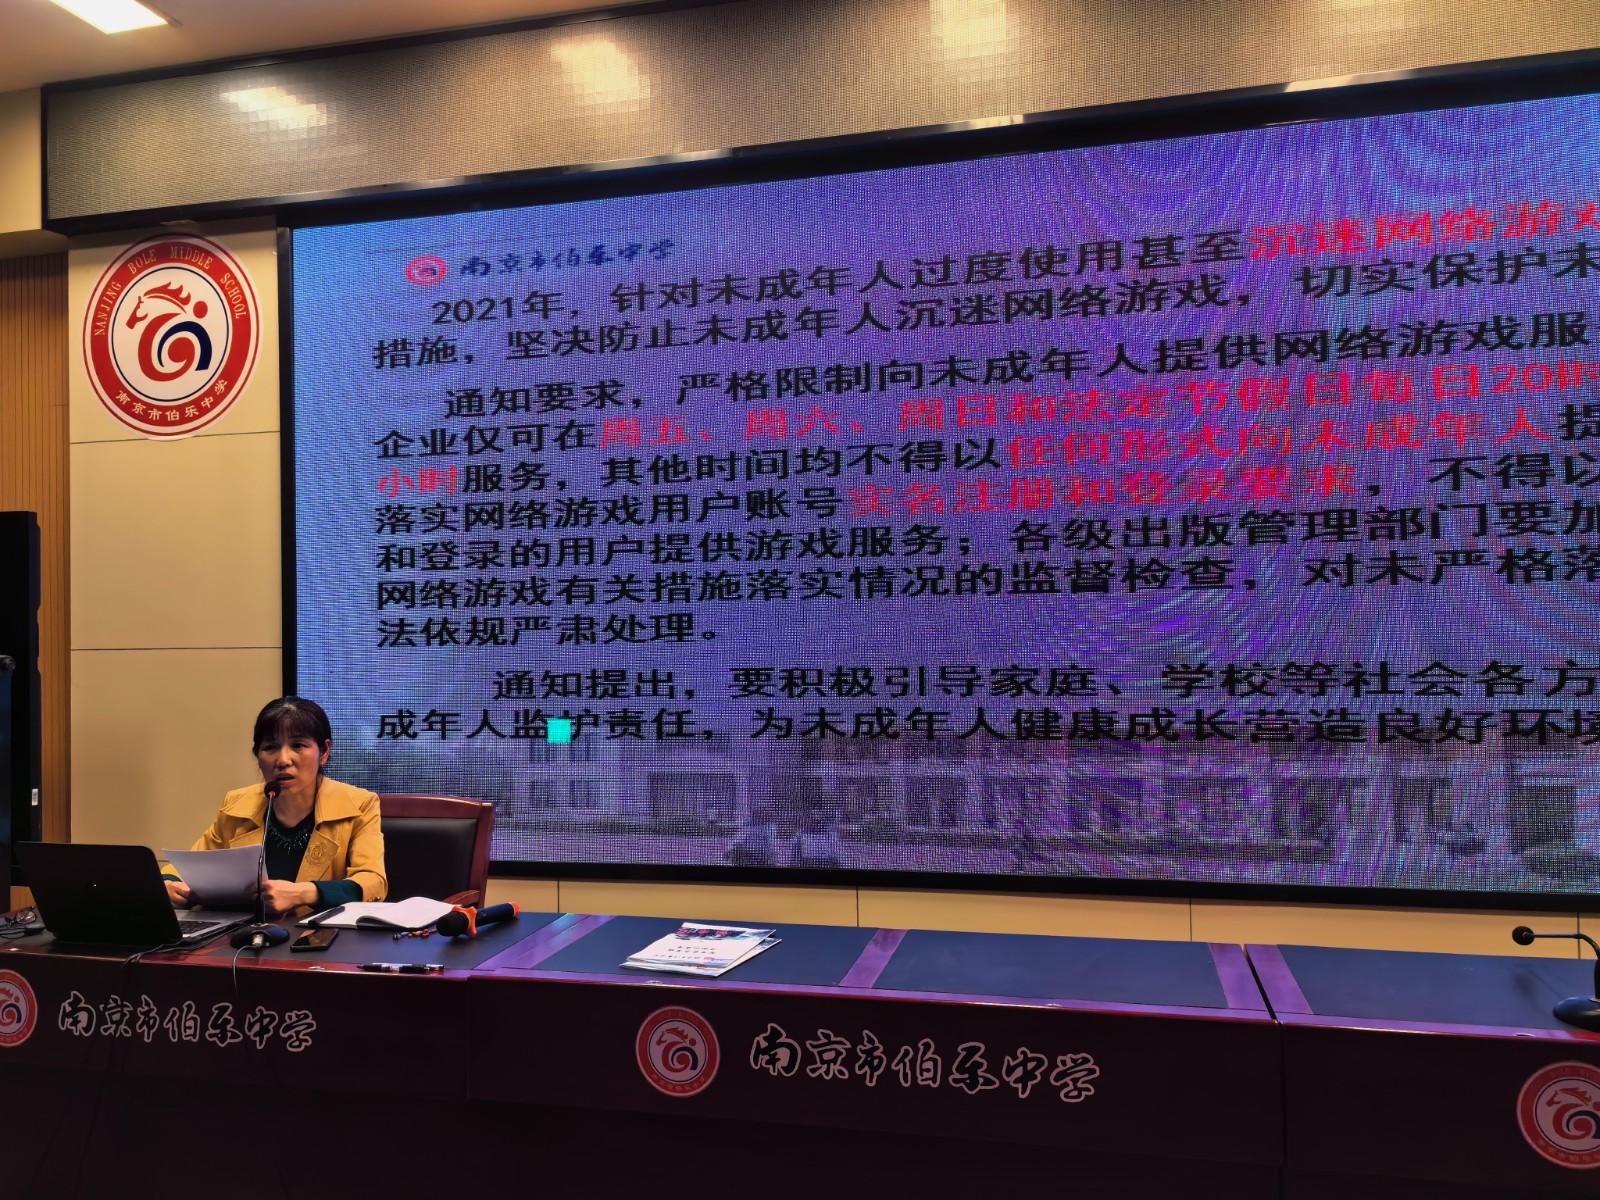 NANJING BOLE MIDDLE SCHOOL
南京市伯乐中学
南京市伯乐中学
2021年，针对未成年人过度使用甚至沉迷网络游戏
措施，坚决防止未成年人沉迷网络游戏，切实保护未
通知要求，严格限制向未成年人提供网络游戏服
企业仅可在周五、周六、周日和法定节假日每日20时
小时服务，其他时间均不得以任何形式向未成年人提
落实网络游戏用户账号实名注册和登录要求，不得以
和登录的用户提供游戏服务；各级出版管理部门要加
网络游戏有关措施落实情况的监督检查，对未严格落
法依规严肃处理。
通知提出，要积极引导家庭、学校等社会各方
成年人监护责任，为未成年人健康成长营造良好环境
南京市伯乐中学
南京市伯乐中学